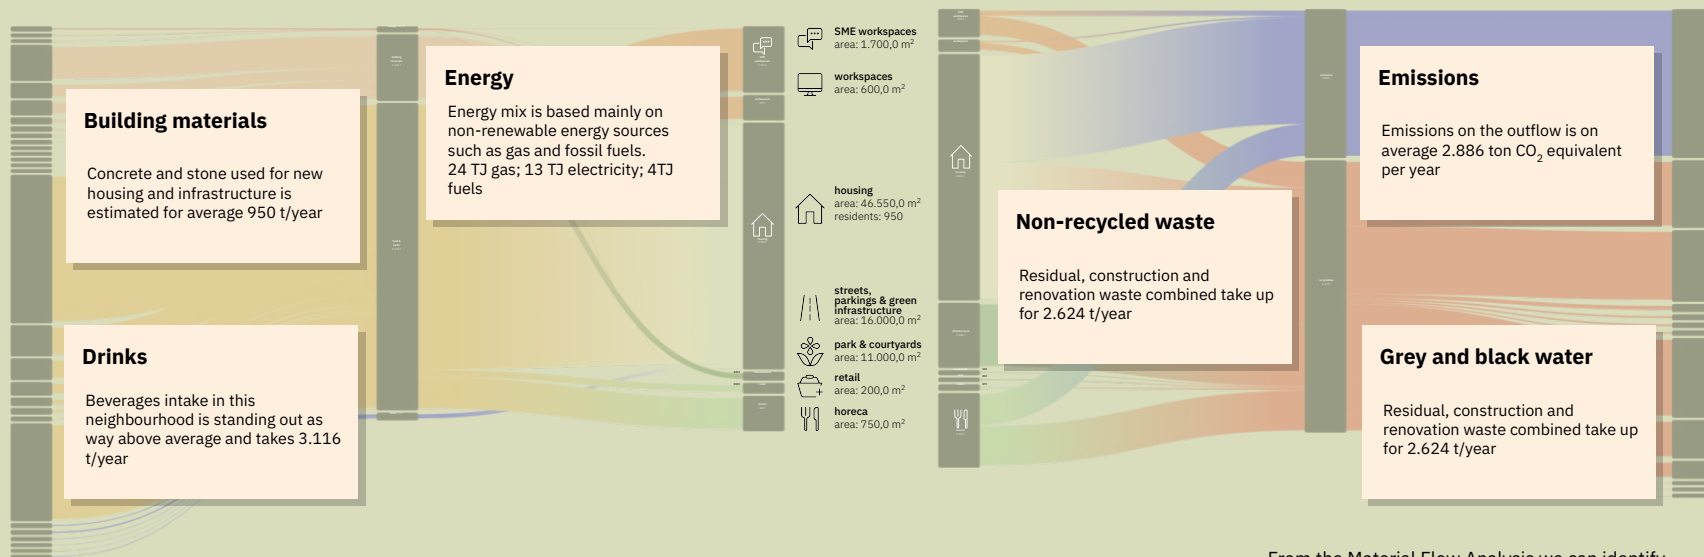 Building materials
Concrete and stone used for new
housing and infrastructure is
estimated for average 950 t/year
Drinks
Beverages intake in this
neighbourhood is standing out as
way above average and takes 3.116
t/year
Energy
Energy mix is based mainly on
non-renewable energy sources
such as gas and fossil fuels.
24 TJ gas; 13 TJ electricity; 4TJ
fuels
SME workspaces
area: 1.700,0 m²
workspaces
area: 600,0 m²
housing
area: 46.550,0 m²
residents: 950
streets,
parkings & green
infrastructure
area: 16.000,0 m²
park & courtyards
area: 11.000,0 m²
retail
area: 200,0 m²
horeca
area: 750,0 m²
Non-recycled waste
Residual, construction and
renovation waste combined take up
for 2.624 t/year
Emissions
Emissions on the outflow is on
average 2.886 ton CO₂ equivalent
per year
Grey and black water
Residual, construction and
renovation waste combined take up
for 2.624 t/year
From the Material Flow Analysis we can identify